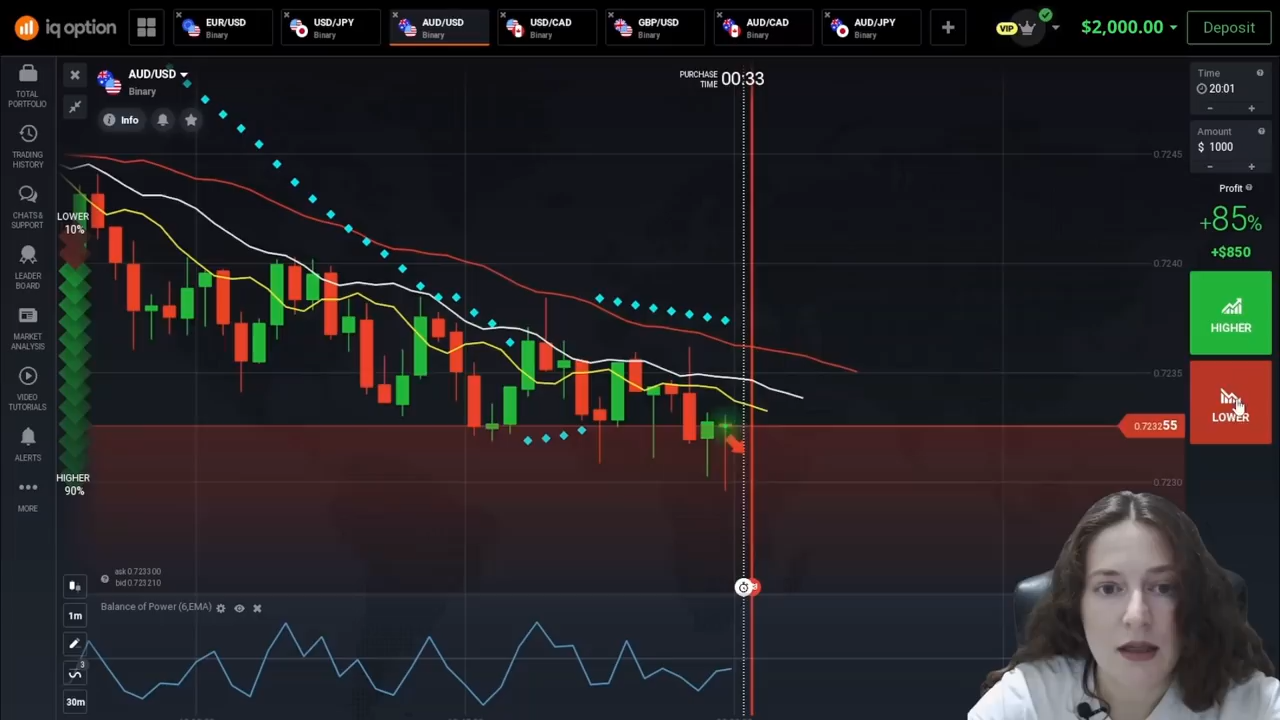 iq option
EUR/USD
Binary
USD/JPY
Binary
AUD/USD
Binary
USD/CAD
Binary
GBP/USD
Binary
AUD/CAD
Binary
AUD/JPY
Binary
VIP
$2,000.00
Deposit
TOTAL
PORTFOLIO
TRADING
HISTORY
CHATS &
SUPPORT
LEADER
BOARD
MARKET
ANALYSIS
VIDEO
TUTORIALS
ALERTS
MORE
AUD/USD
Binary
Info
LOWER
10%
HIGHER
90%
PURCHASE
TIME
00:33
0.7245
0.7240
0.7235
0.723255
0.7230
ask 0.723300
bid 0.723210
Balance of Power (6,EMA)
1m
3
30m
Time
20:01
- +
Amount
$ 1000
- +
Profit
+85%
+$850
HIGHER
LOWER